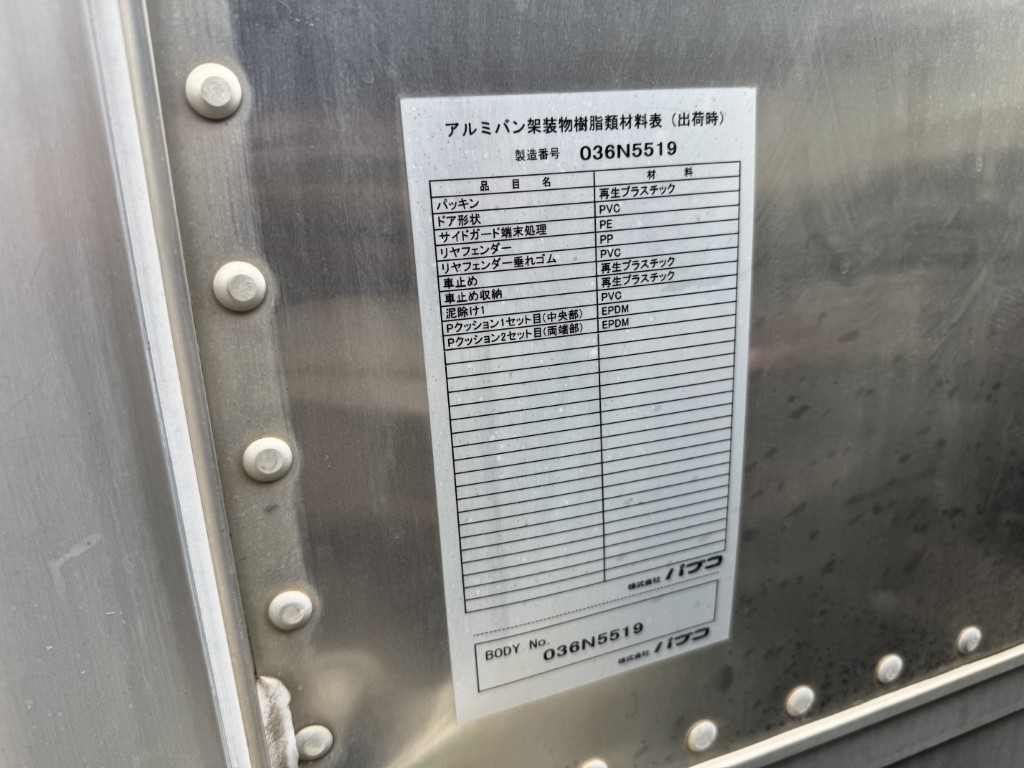 アルミバン架装物樹脂類材料表（出荷時）
製造番号 036N5519
品目名 材料
パッキン 再生プラスチック
ドア形状 PVC
サイドガード端末処理 PE
リヤフェンダー PP
リヤフェンダー垂れゴム PVC
車止め 再生プラスチック
車止め収納 再生プラスチック
泥除け1 PVC
Pクッション1セット目(中央部) EPDM
Pクッション2セット目(両端部) EPDM
株式会社 パブコ
BODY No. 036N5519
株式会社 パブコ